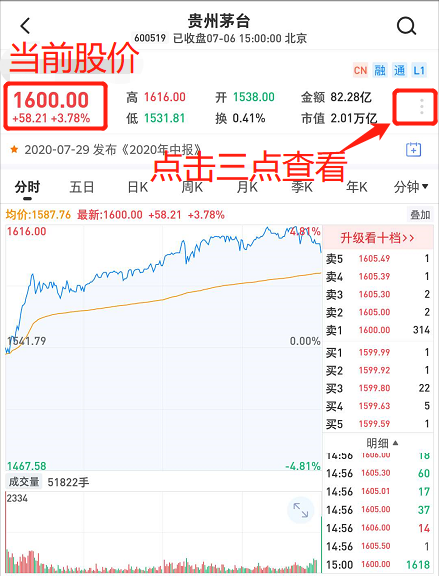 贵州茅台
600519 已收盘07-06 15:00:00 北京
当前股价
CN 融 通 L1
1600.00
+58.21 +3.78%
高 1616.00 开 1538.00 金额 82.28亿
低 1531.81 换 0.41% 市值 2.01万亿
2020-07-29 发布《2020年中报》
点击三点查看
分时 五日 日K 周K 月K 季K 年K 分钟
均价:1587.76 最新:1600.00 +58.21 +3.78% 叠加
1616.00 4.81%
1541.79 0.00%
1467.58 -4.81%
升级看十档>>
卖5 1605.49 1
卖4 1605.39 1
卖3 1605.30 2
卖2 1605.00 2
卖1 1600.00 314
买1 1599.99 1
买2 1599.92 1
买3 1599.80 22
买4 1599.63 5
买5 1599.59 1
明细
成交量 51822手
2334
14:56 1606.00 18
14:56 1605.30 60
14:56 1605.01 17
14:56 1605.00 37
14:56 1606.00 14
14:56 1605.50 1
15:00 1600.00 1618